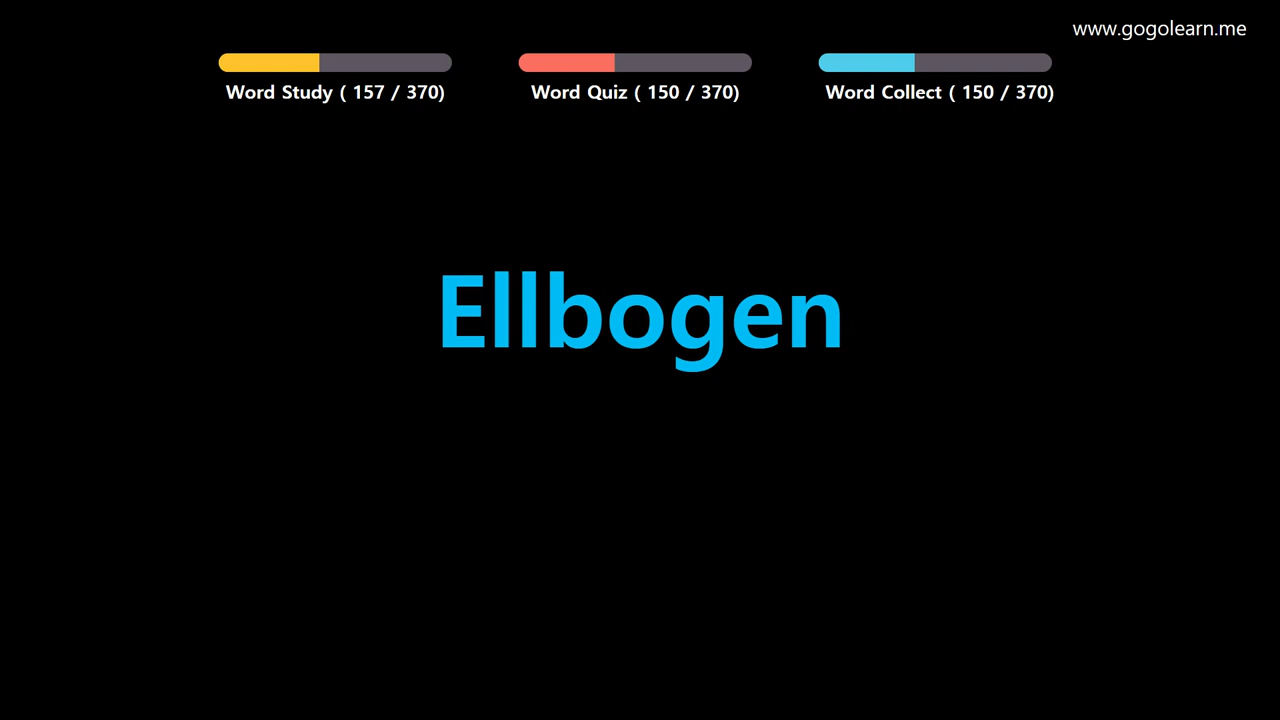 www.gogolearn.me
Word Study ( 157 / 370)
Word Quiz ( 150 / 370)
Word Collect ( 150 / 370)
Ellbogen